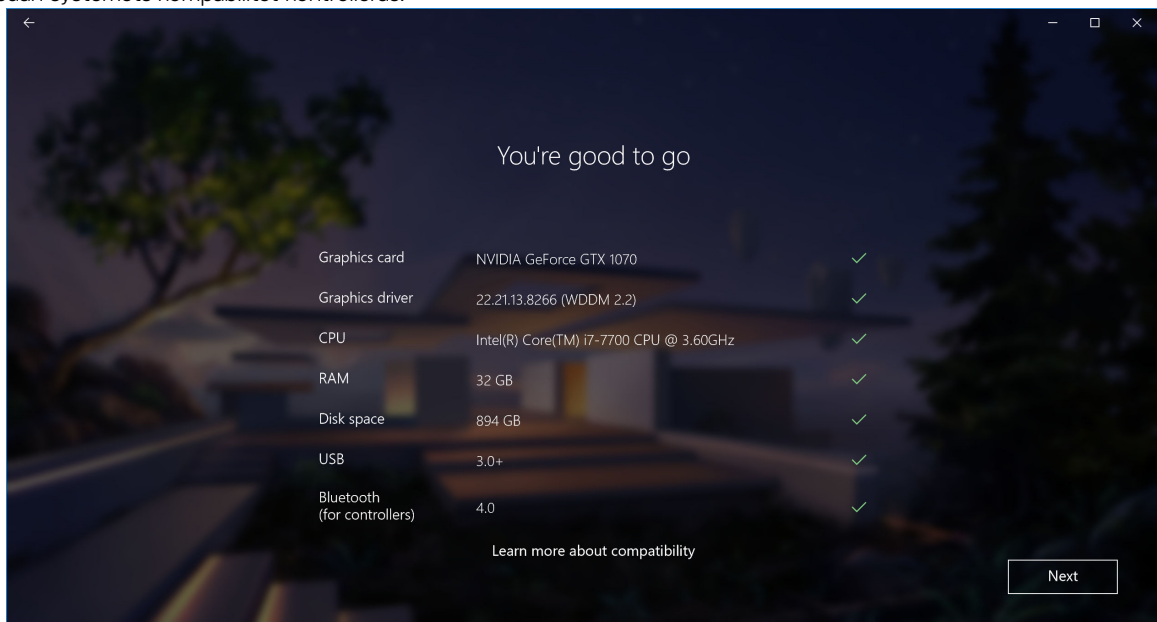 systemets
You're good to go
Graphics card NVIDIA GeForce GTX 1070
Graphics driver 22.21.13.8266 (WDDM 2.2)
CPU Intel(R) Core(TM) i7-7700 CPU @ 3.60GHz
RAM 32 GB
Disk space 894 GB
USB 3.0+
Bluetooth
(for controllers) 4.0
Learn more about compatibility
Next